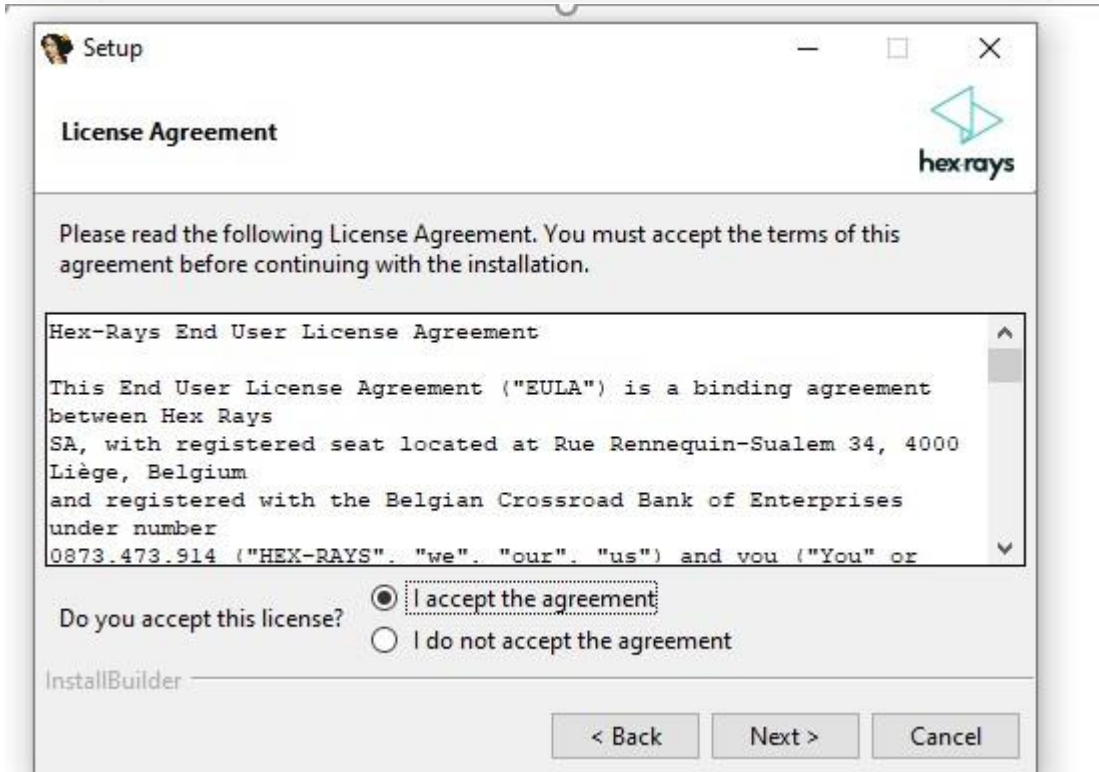 Setup
License Agreement
hex-rays
Please read the following License Agreement. You must accept the terms of this
agreement before continuing with the installation.
Hex-Rays End User License Agreement
This End User License Agreement ("EULA") is a binding agreement
between Hex Rays
SA, with registered seat located at Rue Rennequin-Sualem 34, 4000
Liège, Belgium
and registered with the Belgian Crossroad Bank of Enterprises
under number
0873.473.914 ("HEX-RAYS", "we", "our", "us") and you ("You" or
Do you accept this license?
I accept the agreement
I do not accept the agreement
InstallBuilder
< Back
Next >
Cancel